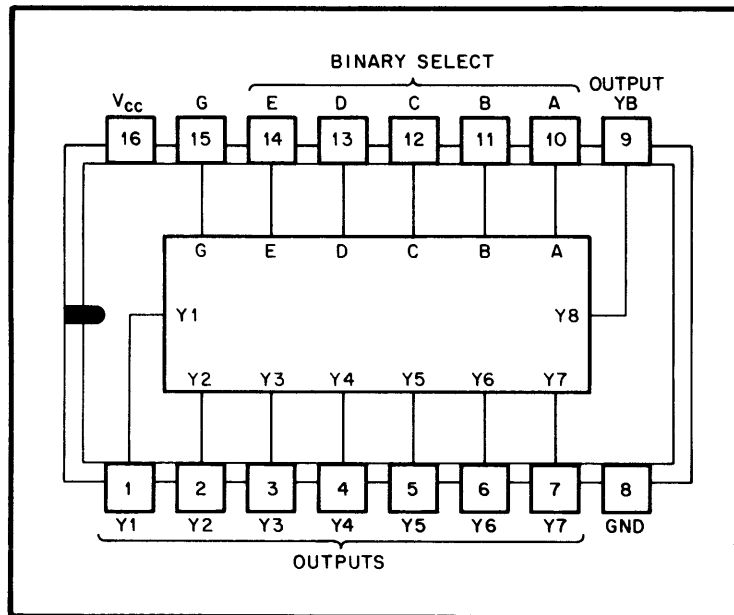 BINARY SELECT
OUTPUT
VCC G E D C B A YB
16 15 14 13 12 11 10 9
G E D C B A
Y1 Y8
Y2 Y3 Y4 Y5 Y6 Y7
1 2 3 4 5 6 7 8
Y1 Y2 Y3 Y4 Y5 Y6 Y7 GND
OUTPUTS